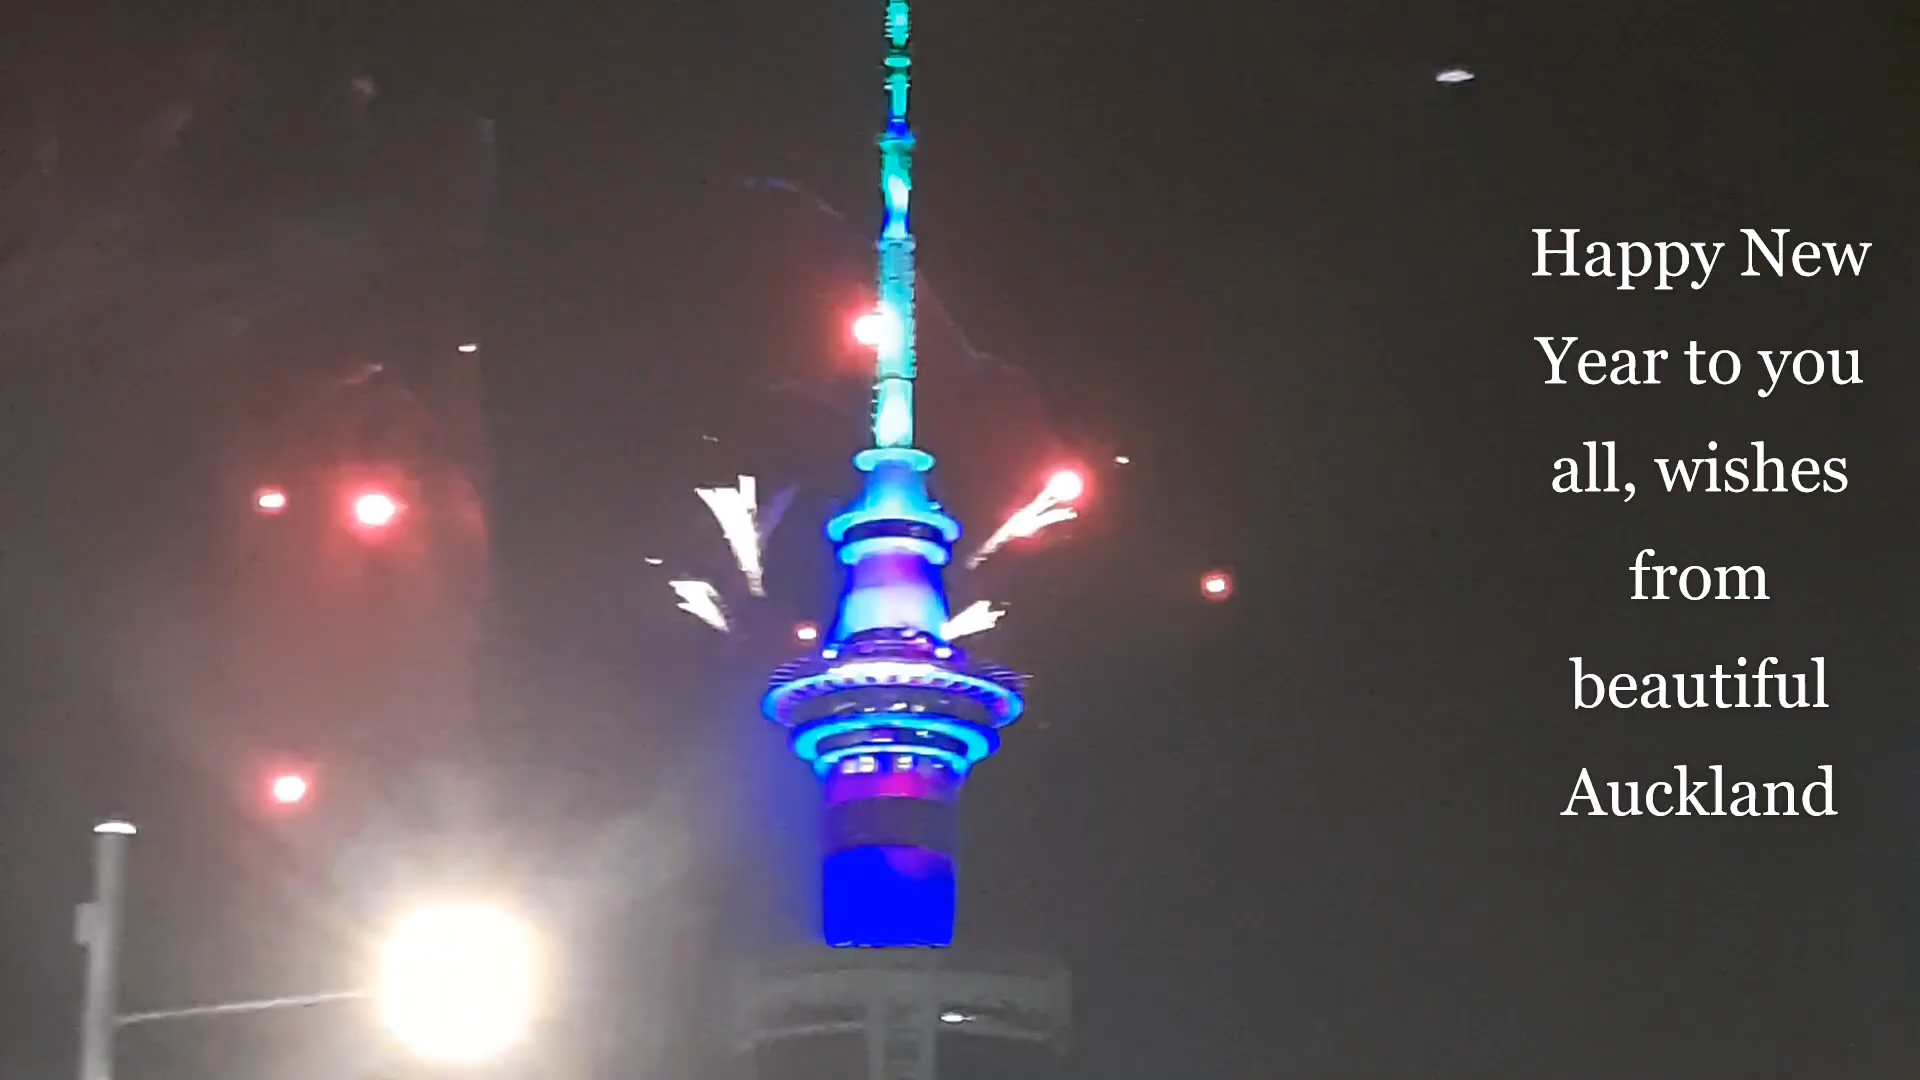 Happy New
Year to you
all, wishes
from
beautiful
Auckland